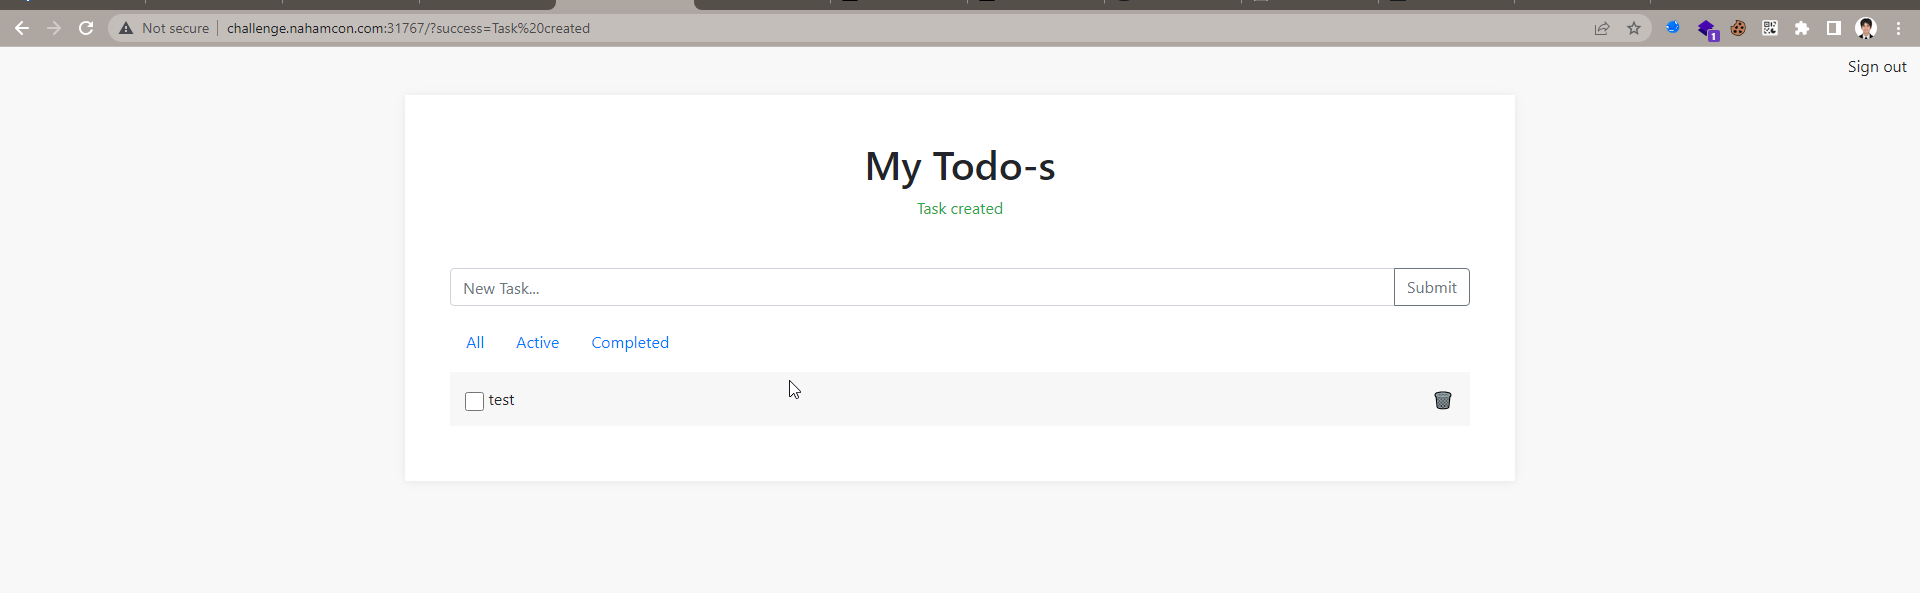 Not secure challenge.nahamcon.com:31767/?success=Task%20created
1
Sign out
My Todo-s
Task created
New Task...
Submit
All Active Completed
test